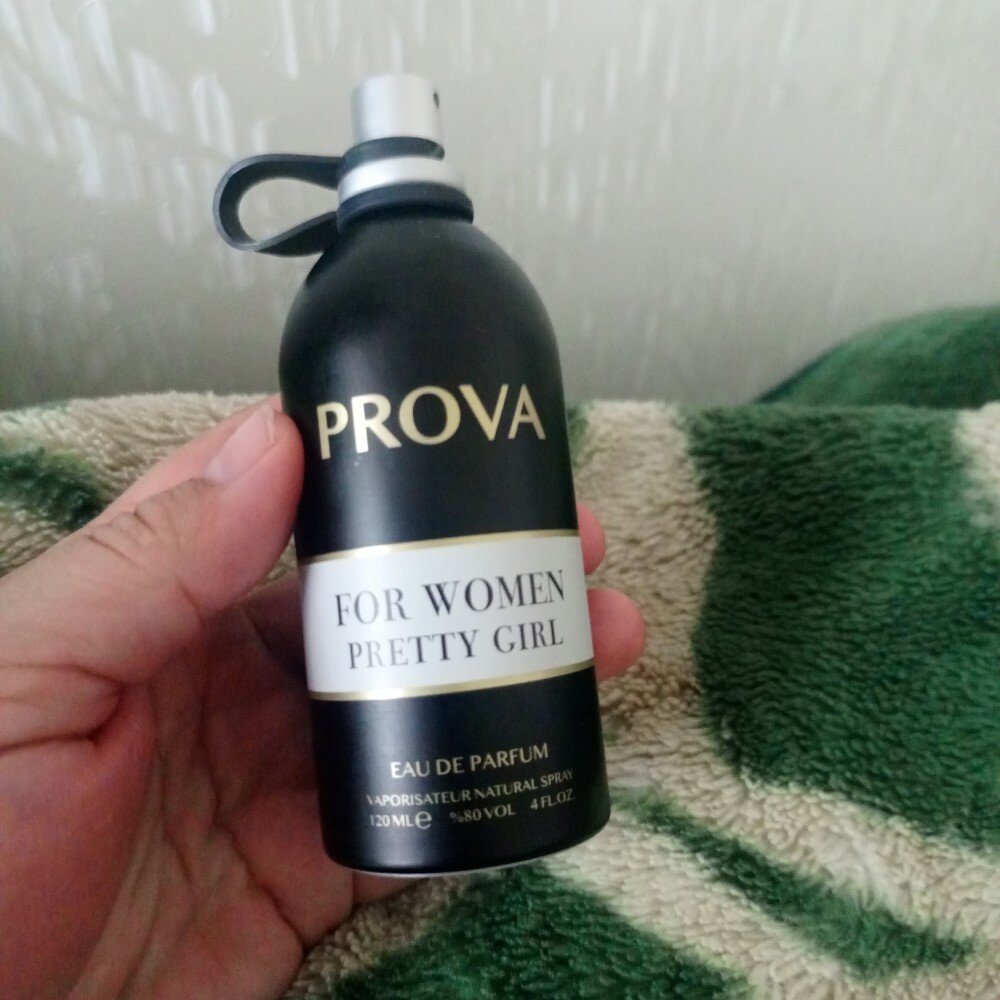 PROVA
FOR WOMEN
PRETTY GIRL
EAU DE PARFUM
VAPORISATEUR NATURAL SPRAY
120 ML e %80 VOL 4 FL.OZ.